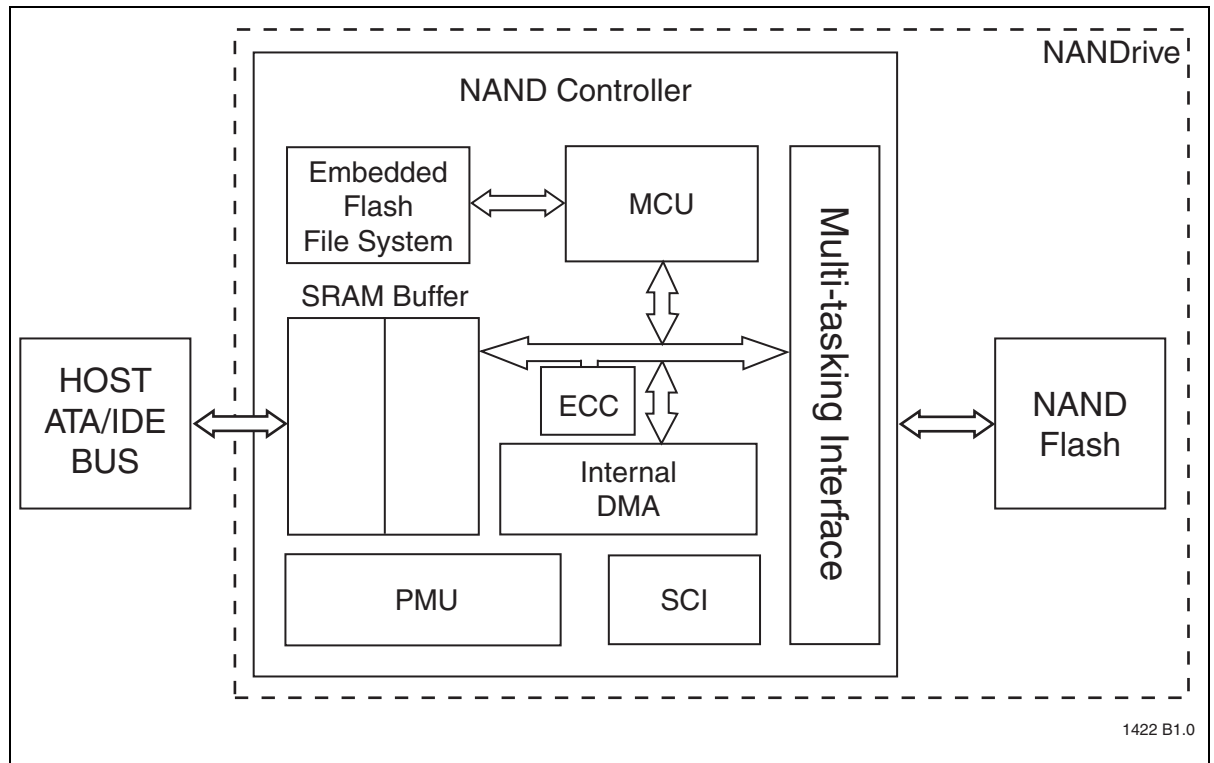 NANDrive
NAND Controller
Embedded
Flash
File System
MCU
Multi-tasking Interface
SRAM Buffer
HOST
ATA/IDE
BUS
ECC
NAND
Flash
Internal
DMA
PMU
SCI
1422 B1.0